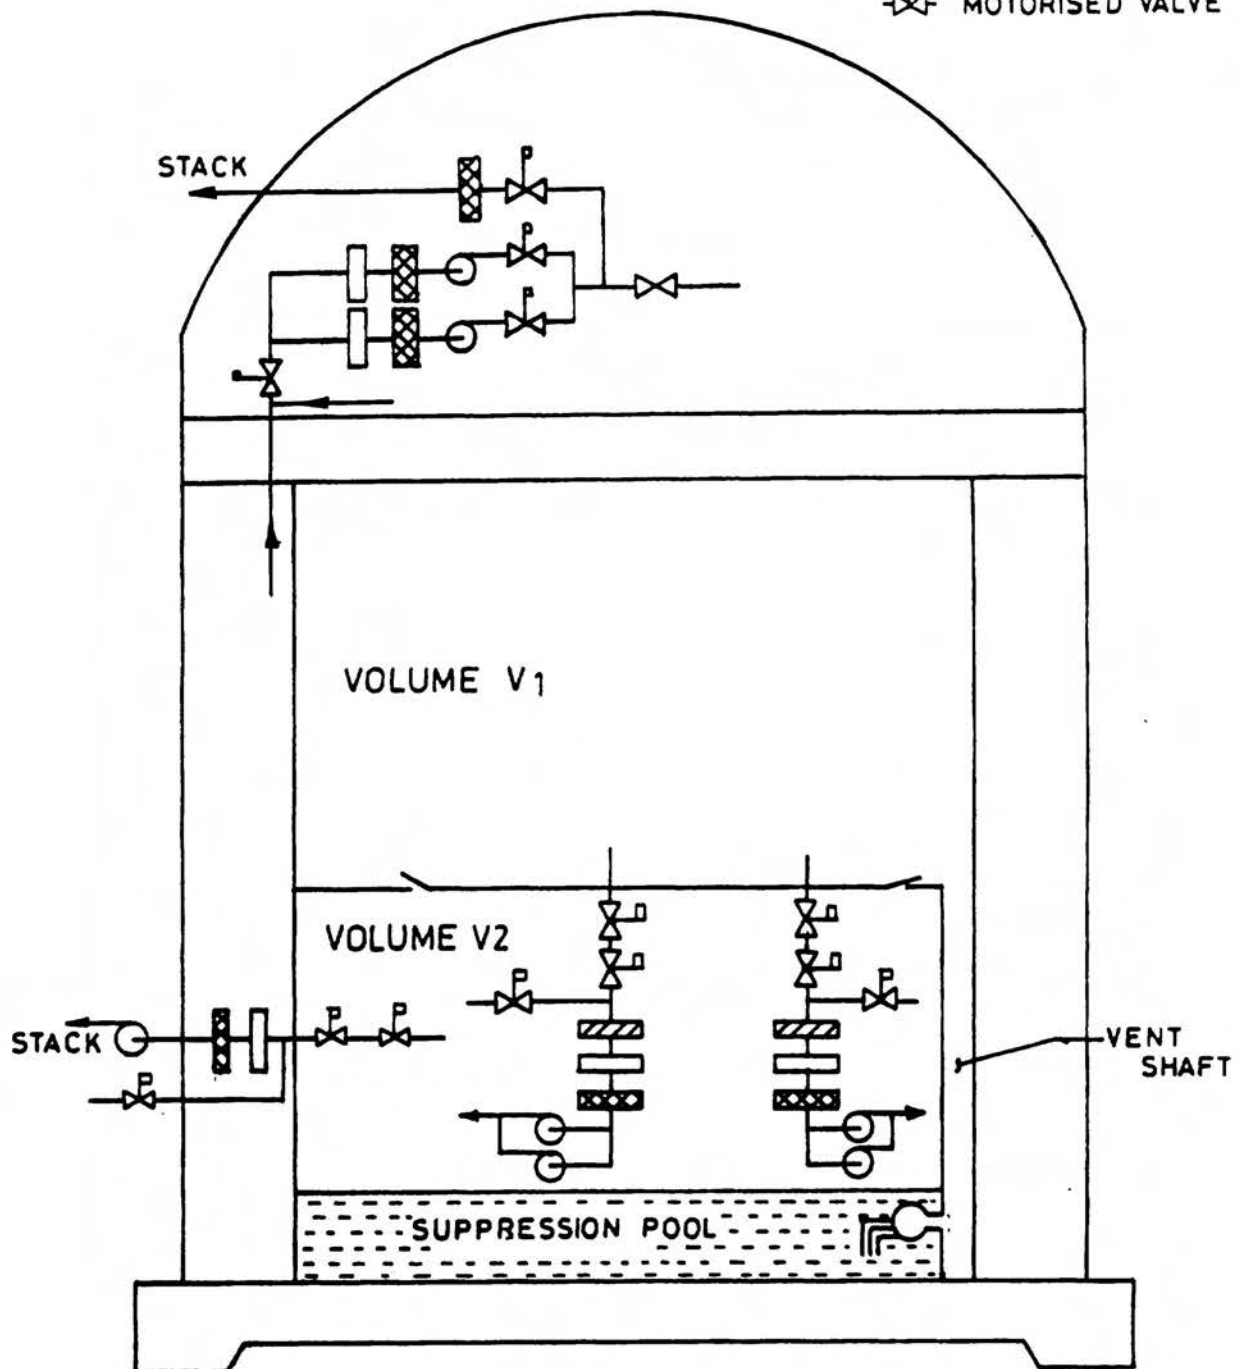 MOTORISED VALVE
STACK
VOLUME V1
VOLUME V2
STACK
VENT
SHAFT
SUPPRESSION POOL